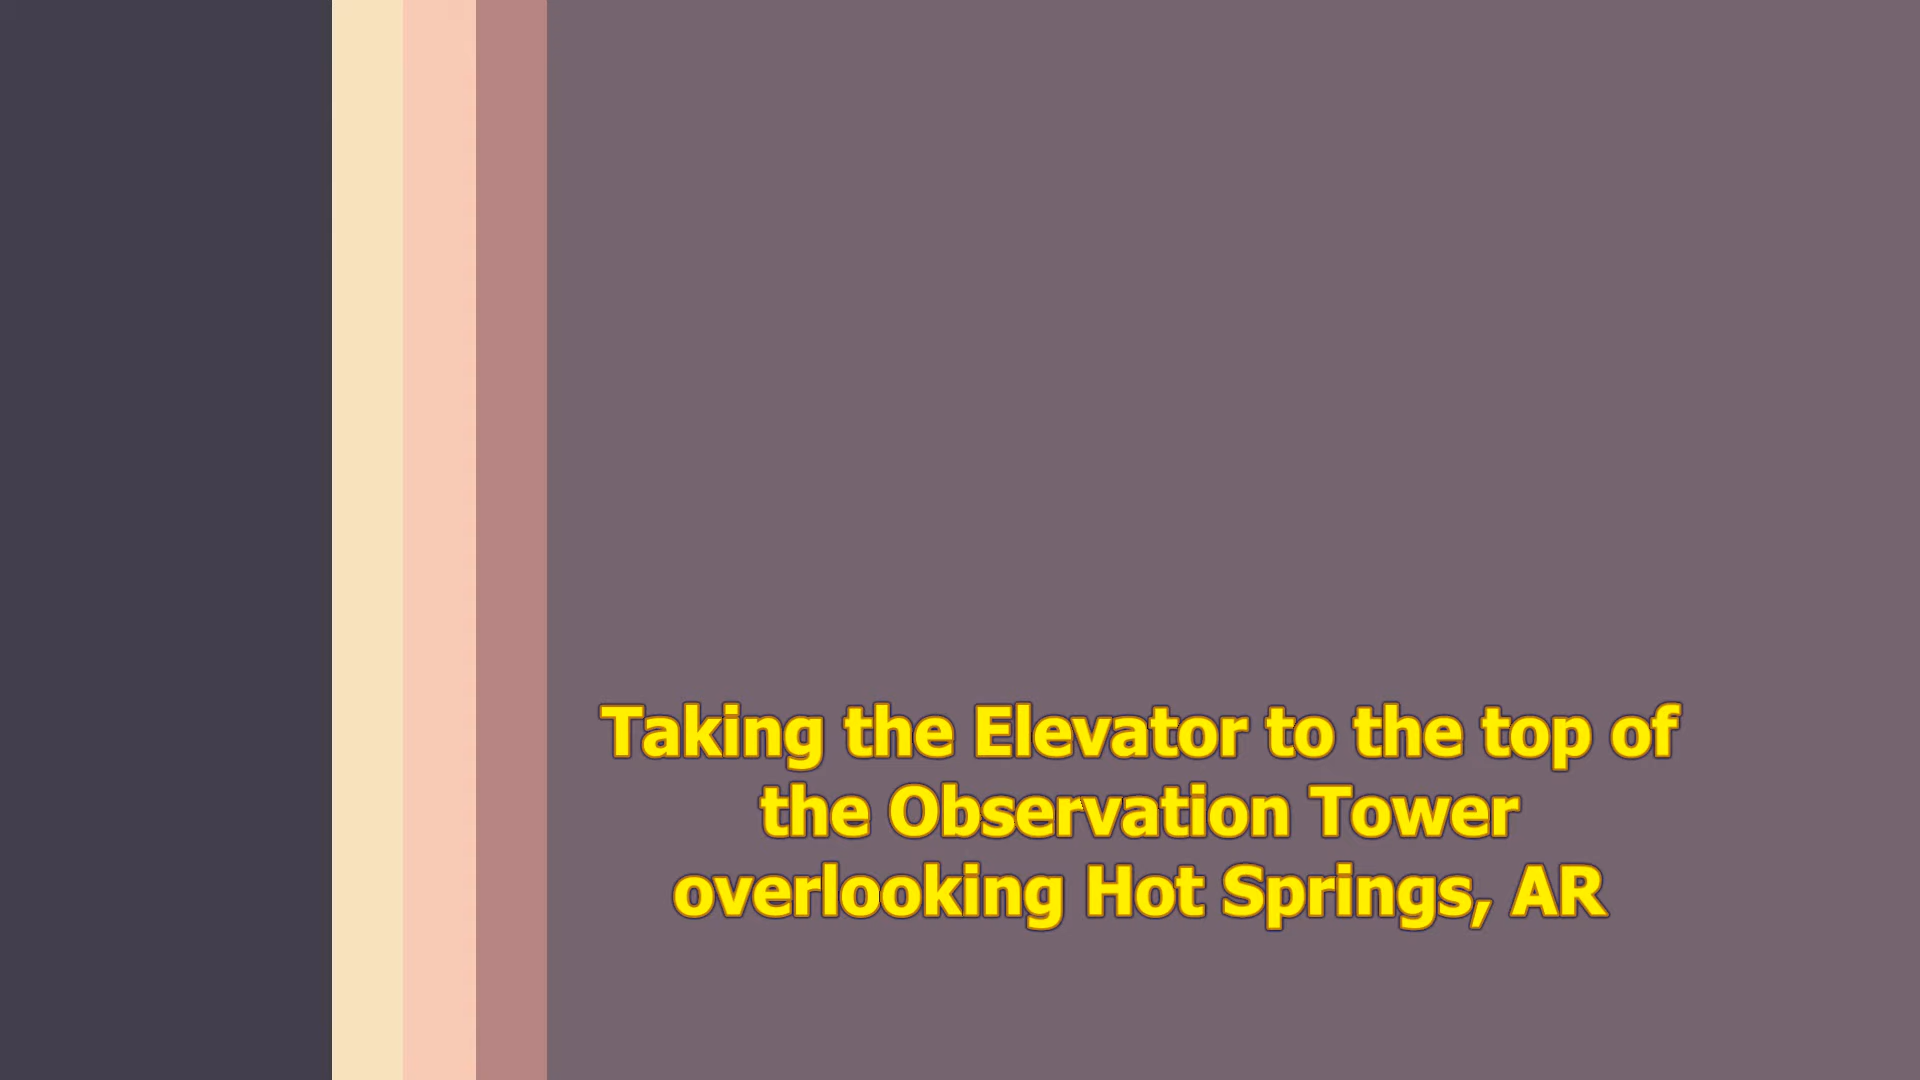 Taking the Elevator to the top of
the Observation Tower
overlooking Hot Springs, AR